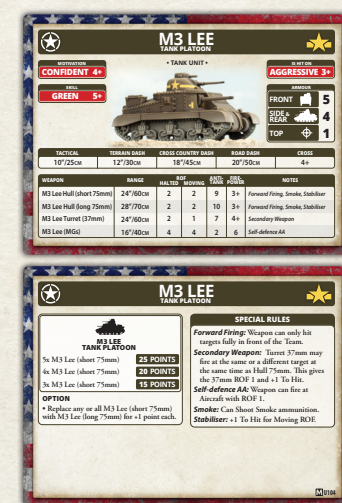 M3 LEE
TANK PLATOON
• TANK UNIT •
MOTIVATION
CONFIDENT 4+
SKILL
GREEN 5+
IS HIT ON
AGGRESSIVE 3+
ARMOUR
FRONT 5
SIDE & REAR 4
TOP 1
TACTICAL TERRAIN DASH CROSS COUNTRY DASH ROAD DASH CROSS
10"/25CM 12"/30CM 18"/45CM 20"/50CM 4+
WEAPON RANGE ROF HALTED MOVING ANTI-TANK FIRE-POWER NOTES
M3 Lee Hull (short 75mm) 24"/60CM 2 2 9 3+ Forward Firing, Smoke, Stabiliser
M3 Lee Hull (long 75mm) 28"/70CM 2 2 10 3+ Forward Firing, Smoke, Stabiliser
M3 Lee Turret (37mm) 24"/60CM 2 1 7 4+ Secondary Weapon
M3 Lee (MGs) 16"/40CM 4 4 2 6 Self-defence AA
M3 LEE
TANK PLATOON
M3 LEE
TANK PLATOON
5x M3 Lee (short 75mm) 25 POINTS
4x M3 Lee (short 75mm) 20 POINTS
3x M3 Lee (short 75mm) 15 POINTS
OPTION
• Replace any or all M3 Lee (short 75mm)
with M3 Lee (long 75mm) for +1 point each.
SPECIAL RULES
Forward Firing: Weapon can only hit
targets fully in front of the Team.
Secondary Weapon: Turret 37mm may
fire at the same or a different target at
the same time as Hull 75mm. This gives
the 37mm ROF 1 and +1 To Hit.
Self-defence AA: Weapon can fire at
Aircraft with ROF 1.
Smoke: Can Shoot Smoke ammunition.
Stabiliser: +1 To Hit for Moving ROF.
MU104